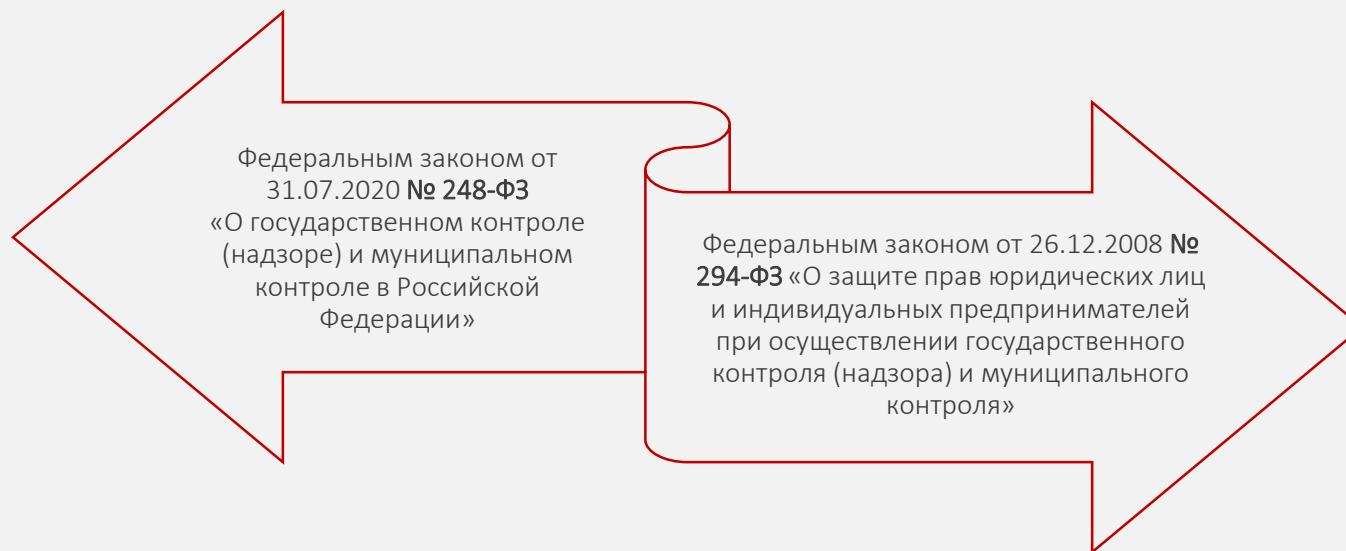 Федеральным законом от
31.07.2020 № 248-ФЗ
«О государственном контроле
(надзоре) и муниципальном
контроле в Российской
Федерации»
Федеральным законом от 26.12.2008 №
294-ФЗ «О защите прав юридических лиц
и индивидуальных предпринимателей
при осуществлении государственного
контроля (надзора) и муниципального
контроля»